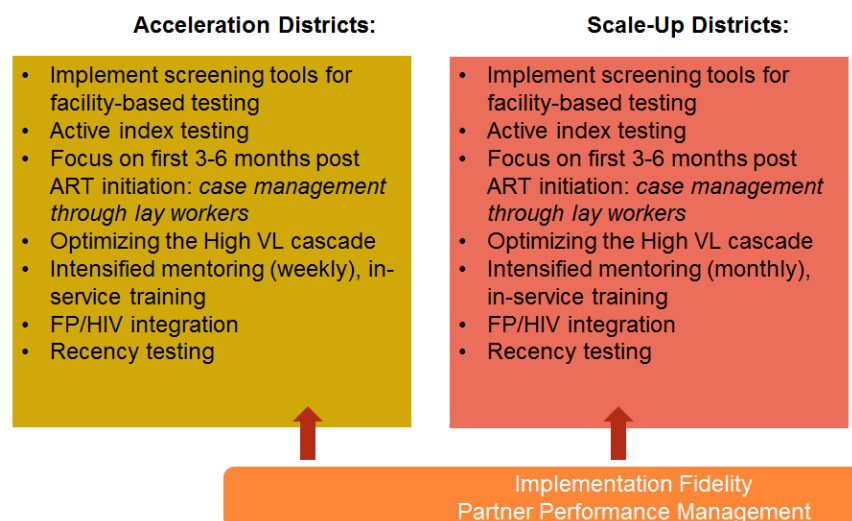 Acceleration Districts:
• Implement screening tools for
facility-based testing
• Active index testing
• Focus on first 3-6 months post
ART initiation: case management
through lay workers
• Optimizing the High VL cascade
• Intensified mentoring (weekly), in-
service training
• FP/HIV integration
• Recency testing
Scale-Up Districts:
• Implement screening tools for
facility-based testing
• Active index testing
• Focus on first 3-6 months post
ART initiation: case management
through lay workers
• Optimizing the High VL cascade
• Intensified mentoring (monthly),
in-service training
• FP/HIV integration
• Recency testing
Implementation Fidelity
Partner Performance Management